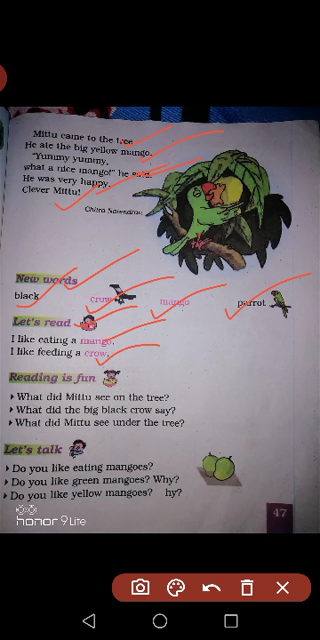 Mittu came to the tree
He ate the big yellow mango.
"Yummy yummy,
what a nice mango!" he said.
He was very happy.
Clever Mittu!
New words
black crow mango parrot
Let's read
I like eating a mango.
I like feeding a crow.
Reading is fun
What did Mittu see on the tree?
What did the big black crow say?
What did Mittu see under the tree?
Let's talk
Do you like eating mangoes?
Do you like green mangoes? Why?
Do you like yellow mangoes? hy?
honor 9 Lite
47